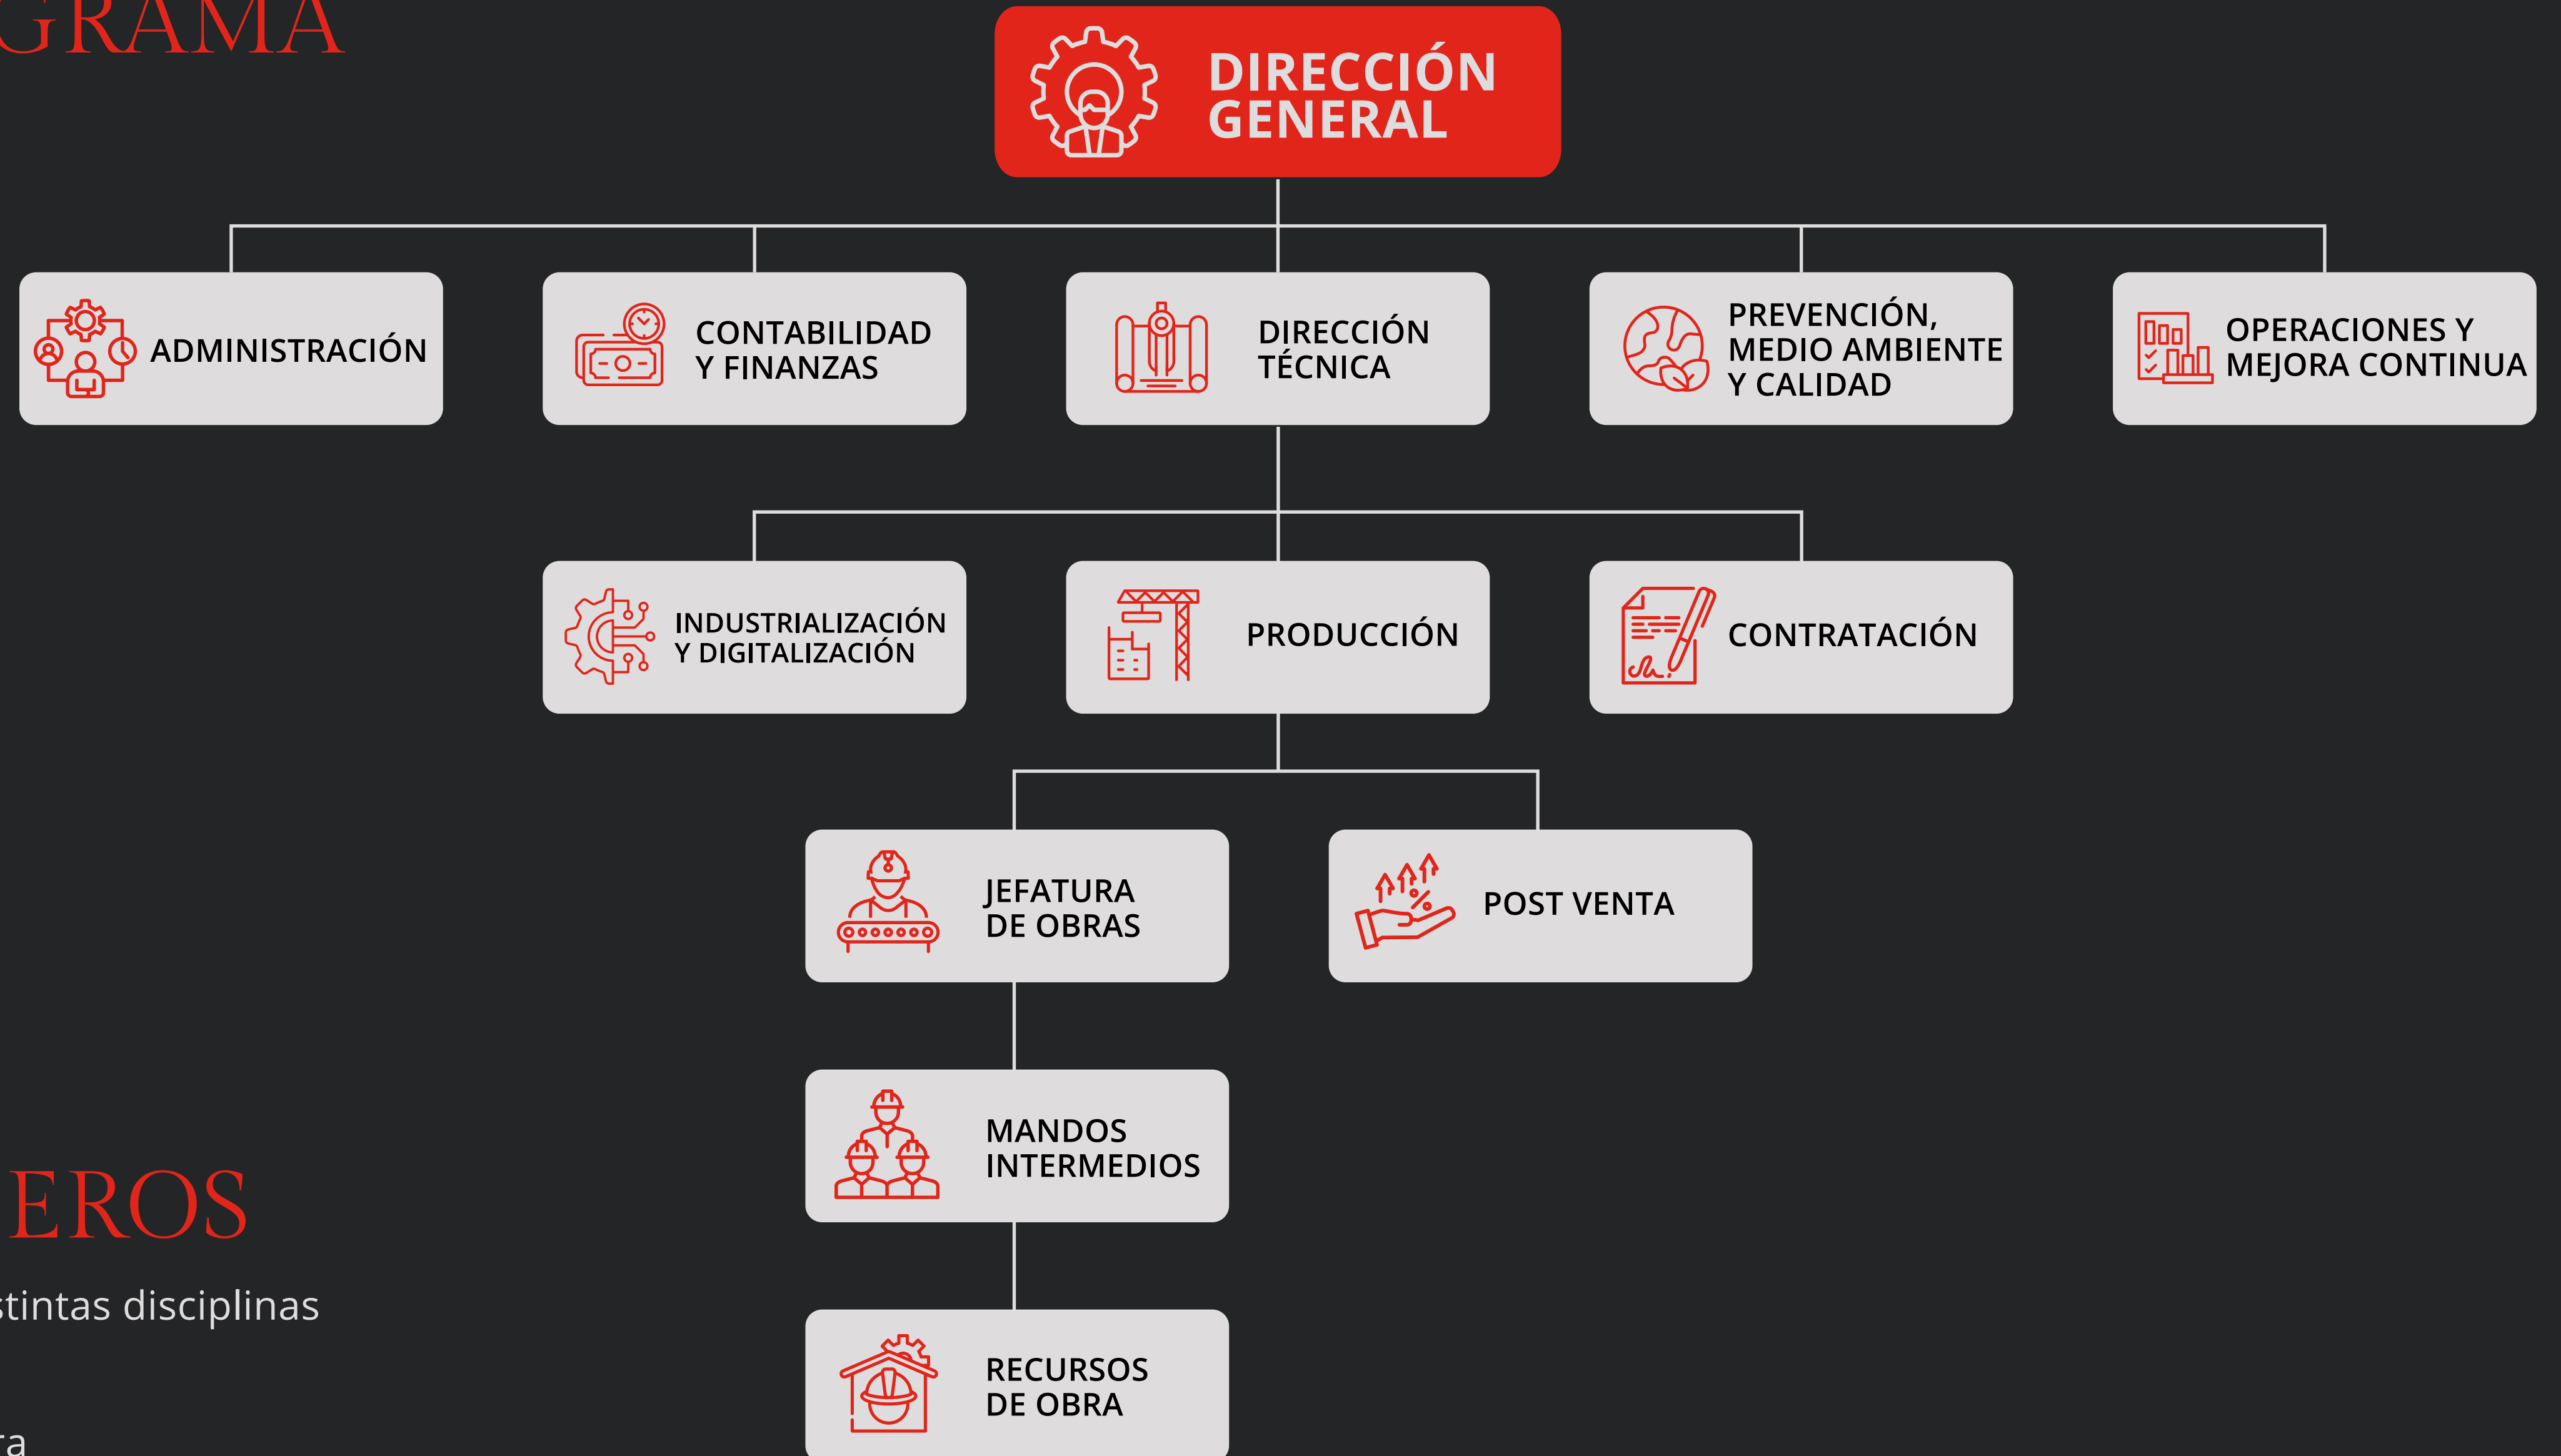 GRAMA
DIRECCIÓN
GENERAL
ADMINISTRACIÓN
CONTABILIDAD
Y FINANZAS
DIRECCIÓN
TÉCNICA
PREVENCIÓN,
MEDIO AMBIENTE
Y CALIDAD
OPERACIONES Y
MEJORA CONTINUA
INDUSTRIALIZACIÓN
Y DIGITALIZACIÓN
PRODUCCIÓN
CONTRATACIÓN
JEFATURA
DE OBRAS
POST VENTA
MANDOS
INTERMEDIOS
EROS
stintas disciplinas
RECURSOS
DE OBRA
ra